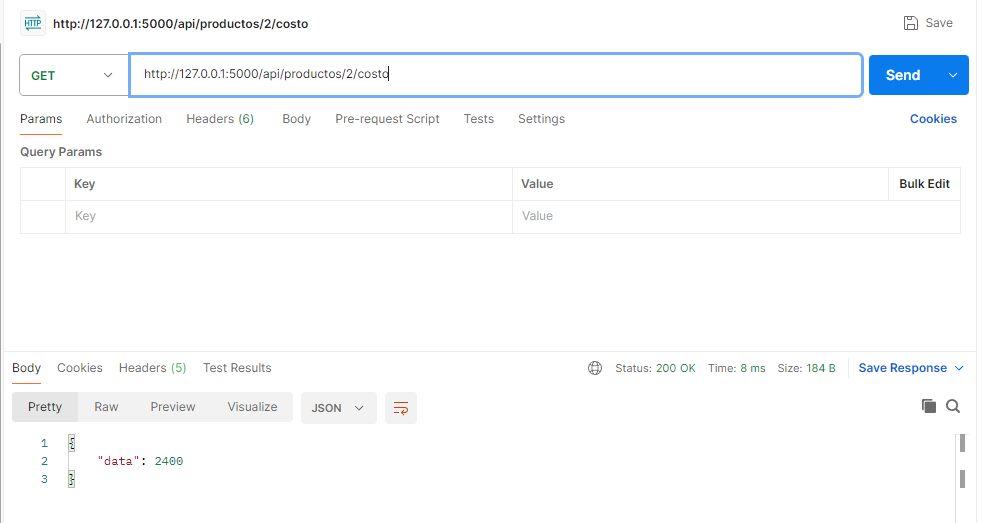 HTTP http://127.0.0.1:5000/api/productos/2/costo Save
GET http://127.0.0.1:5000/api/productos/2/costo Send
Params Authorization Headers (6) Body Pre-request Script Tests Settings Cookies
Query Params
Key Value Bulk Edit
Key Value
Body Cookies Headers (5) Test Results Status: 200 OK Time: 8 ms Size: 184 B Save Response
Pretty Raw Preview Visualize JSON
1 {
2 "data": 2400
3 }